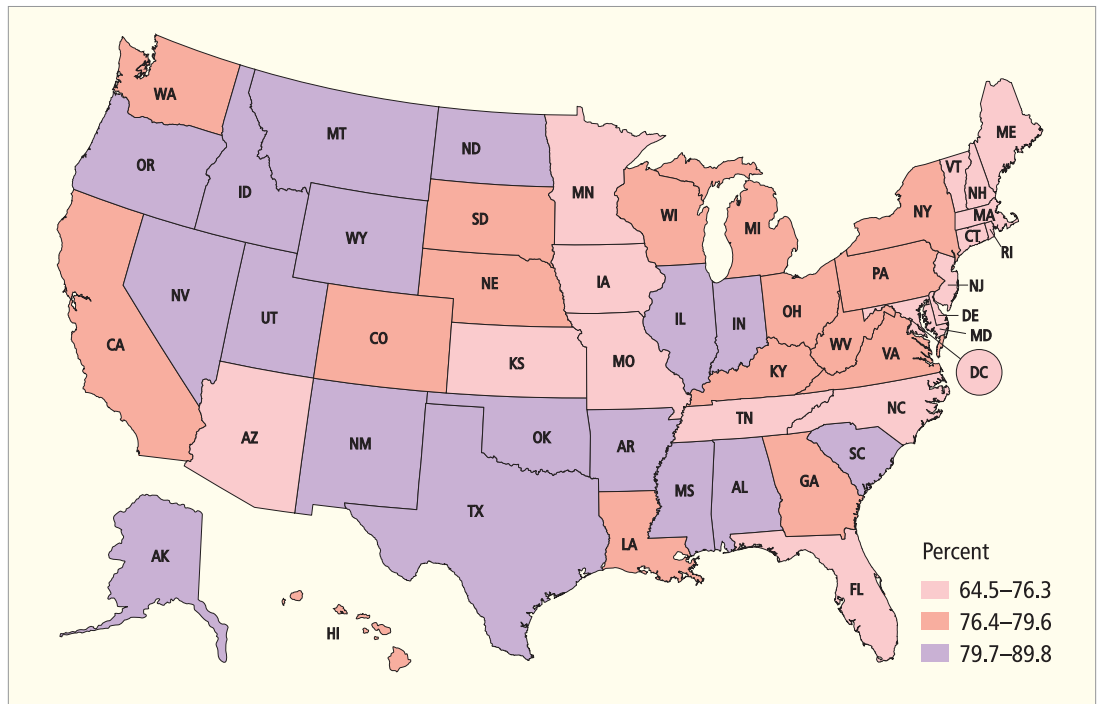 WA
MT
ND
ME
OR
ID
MN
VT
NH
WY
SD
WI
MI
NY
MA
CT
RI
NV
UT
NE
IA
PA
NJ
CA
CO
IL
IN
OH
DE
MD
KS
MO
WV
VA
KY
DC
AZ
NM
OK
AR
TN
NC
SC
MS
AL
GA
TX
LA
AK
FL
HI
Percent
64.5–76.3
76.4–79.6
79.7–89.8